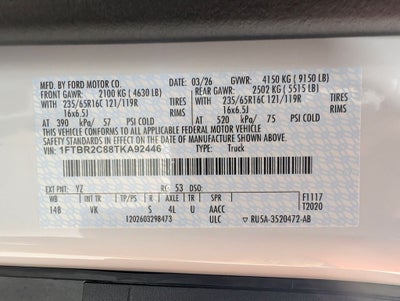 MFD. BY FORD MOTOR CO. 03/26 GVWR: 4150 KG ( 9150 LB)
FRONT GAWR: 2100 KG ( 4630 LB) REAR GAWR: 2502 KG ( 5515 LB)
235/65R16C 121/119R TIRES 235/65R16C 121/119R TIRES
16x6.5J RIMS 16x6.5J RIMS
AT 390 kPa/ 57 PSI COLD AT 520 kPa/ 75 PSI COLD
THIS VEHICLE CONFORMS TO ALL APPLICABLE FEDERAL MOTOR VEHICLE
SAFETY STANDARDS IN EFFECT ON THE DATE OF MANUFACTURE SHOWN ABOVE.
VIN: 1FTBR2C88TKA92446 TYPE: Truck
EXT PNT: YZ RC: 53 DSO: F1117
WB INT TR TP/PS R AXLE TR SPR T2020
148 VK S 4L U AACC
1202603298473 ULC ▽ RU5A-3520472-AB